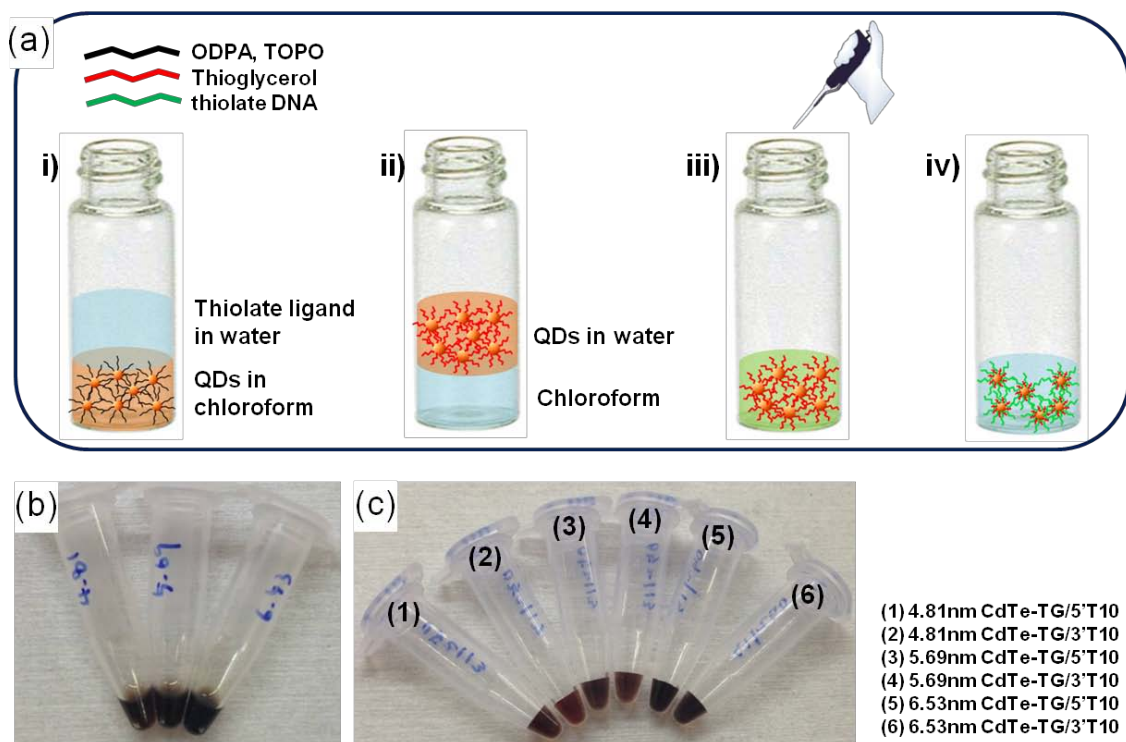 (a)
ODPA, TOPO
Thioglycerol
thiolate DNA
i)
ii)
iii)
iv)
Thiolate ligand
in water
QDs in
chloroform
QDs in water
Chloroform
(b)
(c)
(1)
(2)
(3)
(4)
(5)
(6)
(1) 4.81nm CdTe-TG/5'T10
(2) 4.81nm CdTe-TG/3'T10
(3) 5.69nm CdTe-TG/5'T10
(4) 5.69nm CdTe-TG/3'T10
(5) 6.53nm CdTe-TG/5'T10
(6) 6.53nm CdTe-TG/3'T10